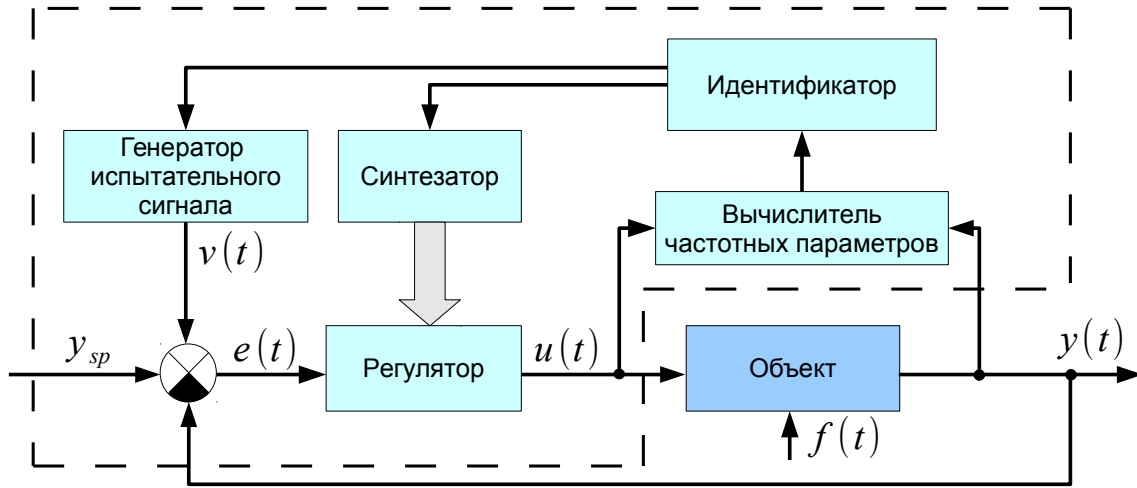 Идентификатор
Генератор
испытательного
сигнала
Синтезатор
Вычислитель
частотных параметров
v(t)
y_sp
e(t)
Регулятор
u(t)
Объект
y(t)
f(t)